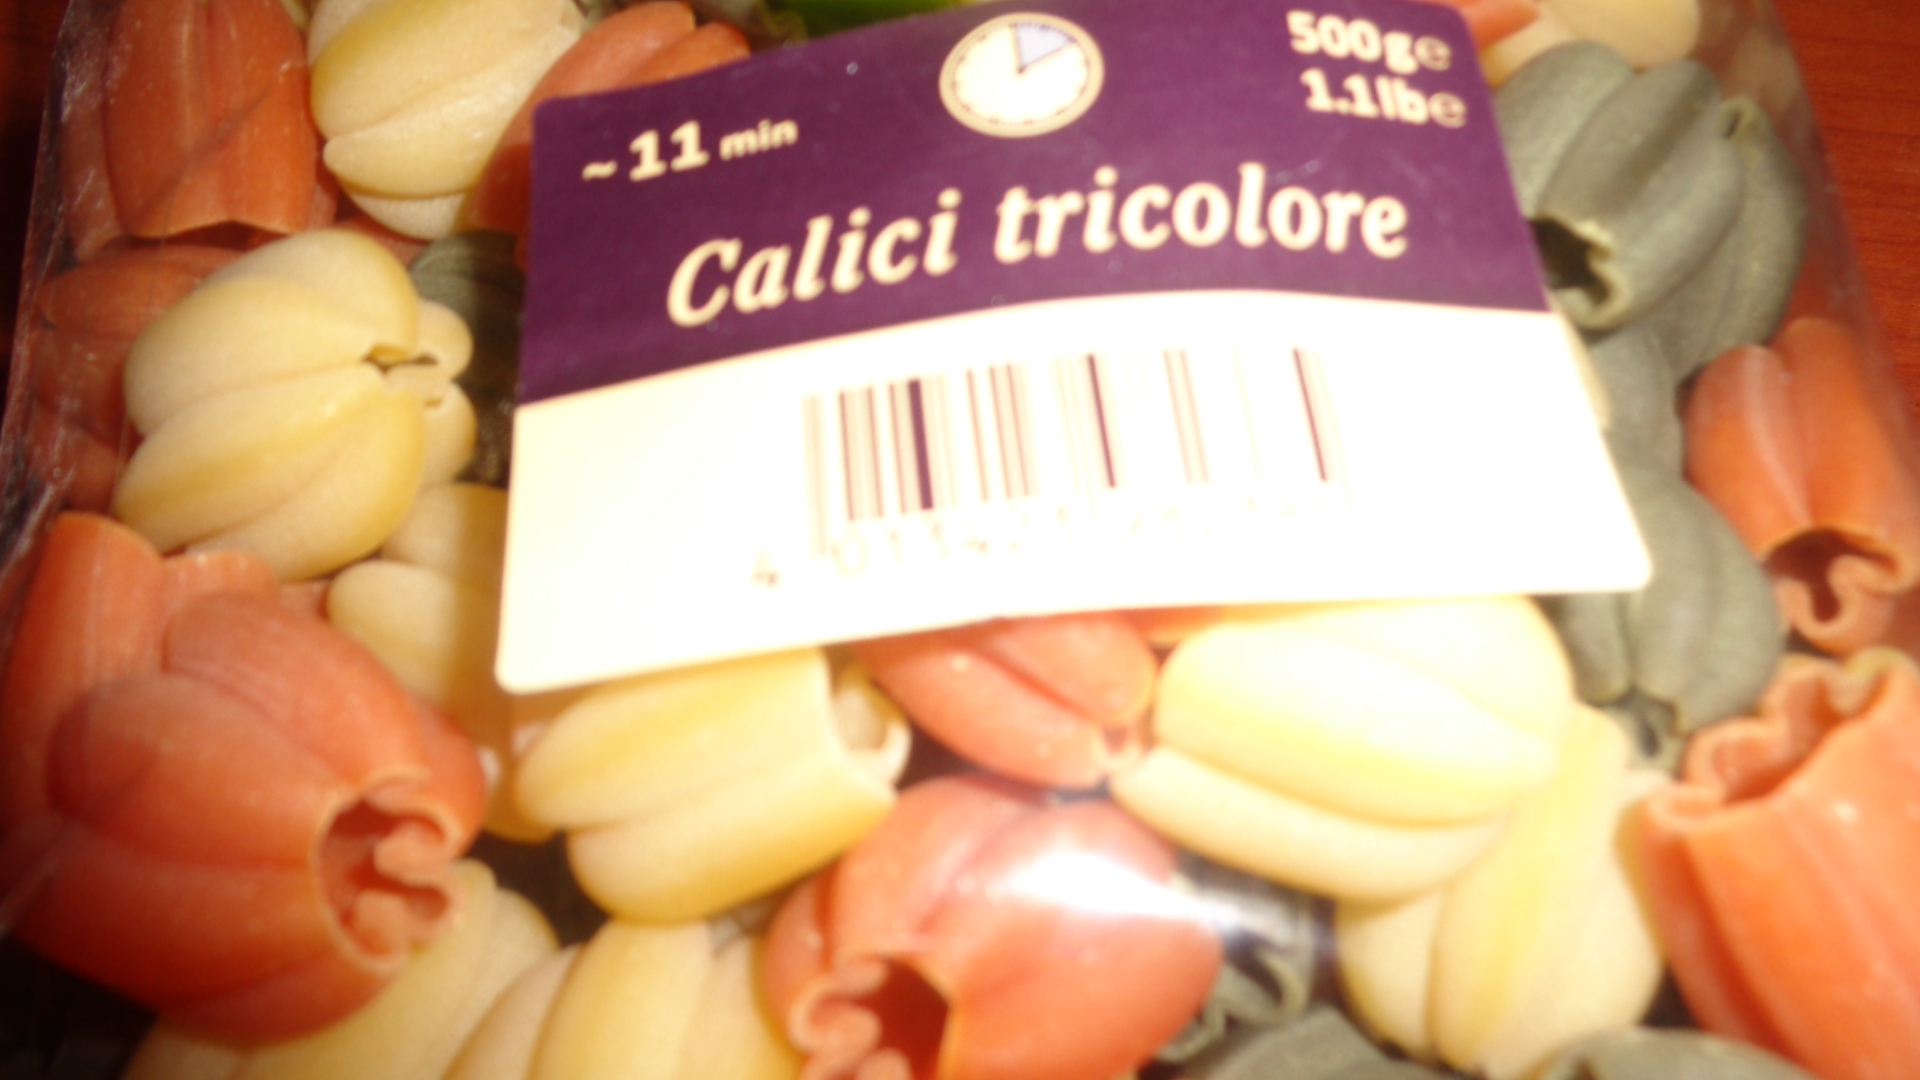 500g℮
1.1lb℮
~11 min
Calici tricolore